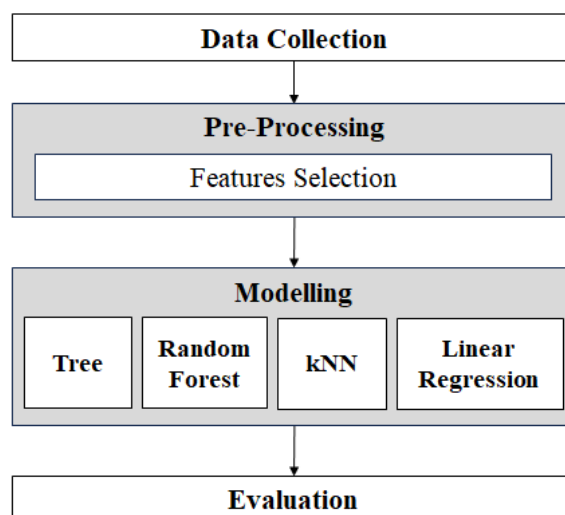 Data Collection
Pre-Processing
Features Selection
Modelling
Tree
Random
Forest
kNN
Linear
Regression
Evaluation